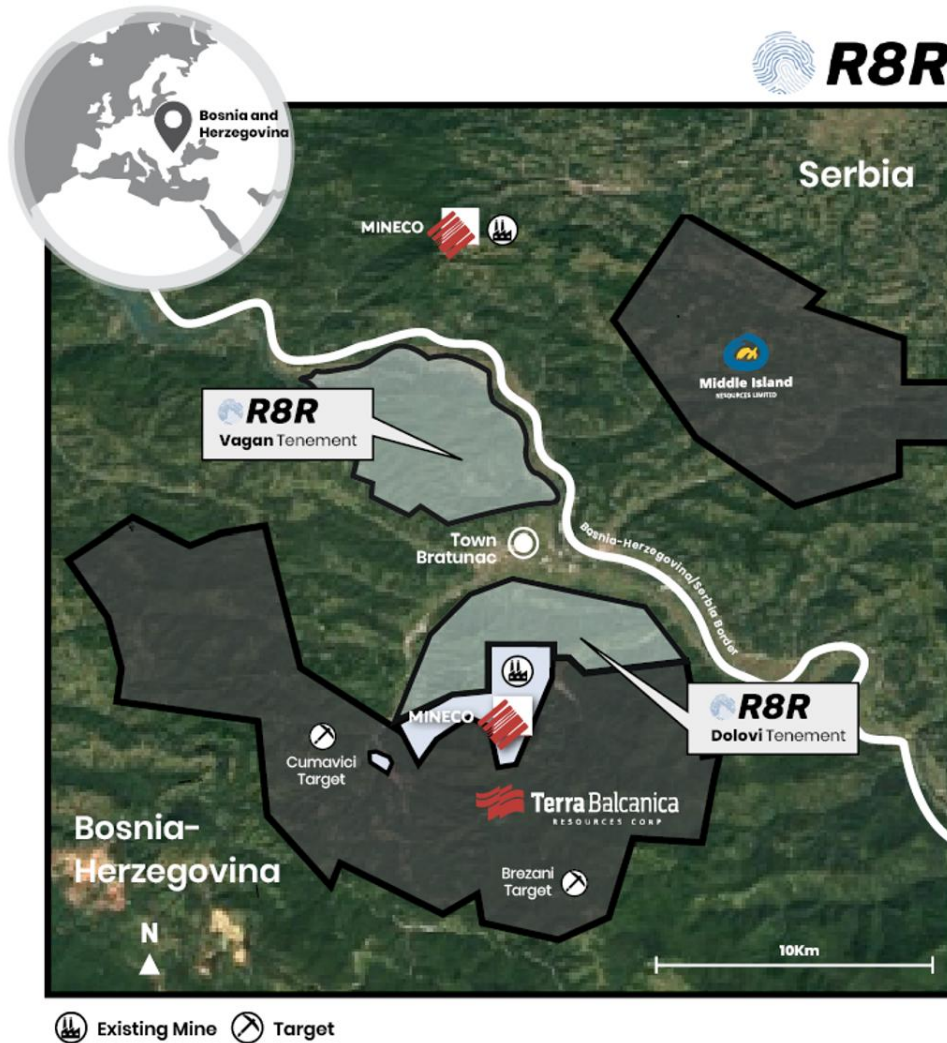 R8R
Bosnia and
Herzegovina
Serbia
MINECO
Middle Island
RESOURCES LIMITED
R8R
Vagan Tenement
Town
Bratunac
Bosnia-Herzegovina/Serbia Border
MINECO
R8R
Dolovi Tenement
Cumavici
Target
Terra Balcanica
RESOURCES CORP
Bosnia-
Herzegovina
Brezani
Target
N
10Km
Existing Mine
Target